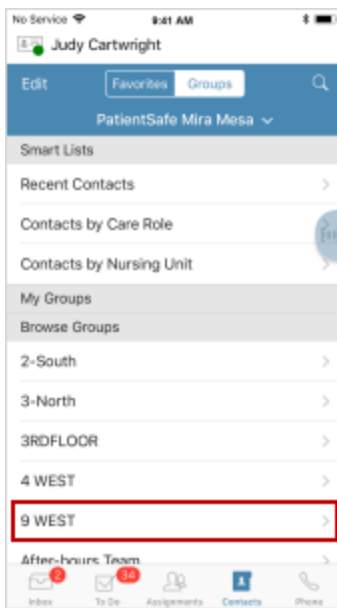 No Service 9:41 AM
Judy Cartwright
Edit Favorites Groups
PatientSafe Mira Mesa
Smart Lists
Recent Contacts
Contacts by Care Role
Contacts by Nursing Unit
My Groups
Browse Groups
2-South
3-North
3RDFLOOR
4 WEST
9 WEST
After-hours Team
2 34
Inbox To Do Assignments Contacts Phone